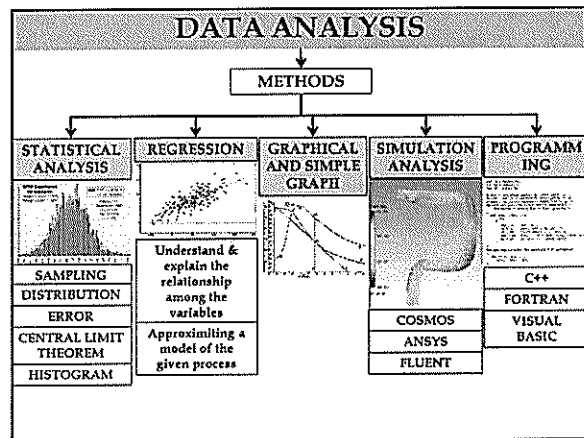 DATA ANALYSIS
METHODS
STATISTICAL
ANALYSIS
SAMPLING
DISTRIBUTION
ERROR
CENTRAL LIMIT
THEOREM
HISTOGRAM
REGRESSION
Understand &
explain the
relationship
among the
variables
Approximiting a
model of the
given process
GRAPHICAL
AND SIMPLE
GRAPH
SIMULATION
ANALYSIS
COSMOS
ANSYS
FLUENT
PROGRAMM
ING
C++
FORTRAN
VISUAL
BASIC